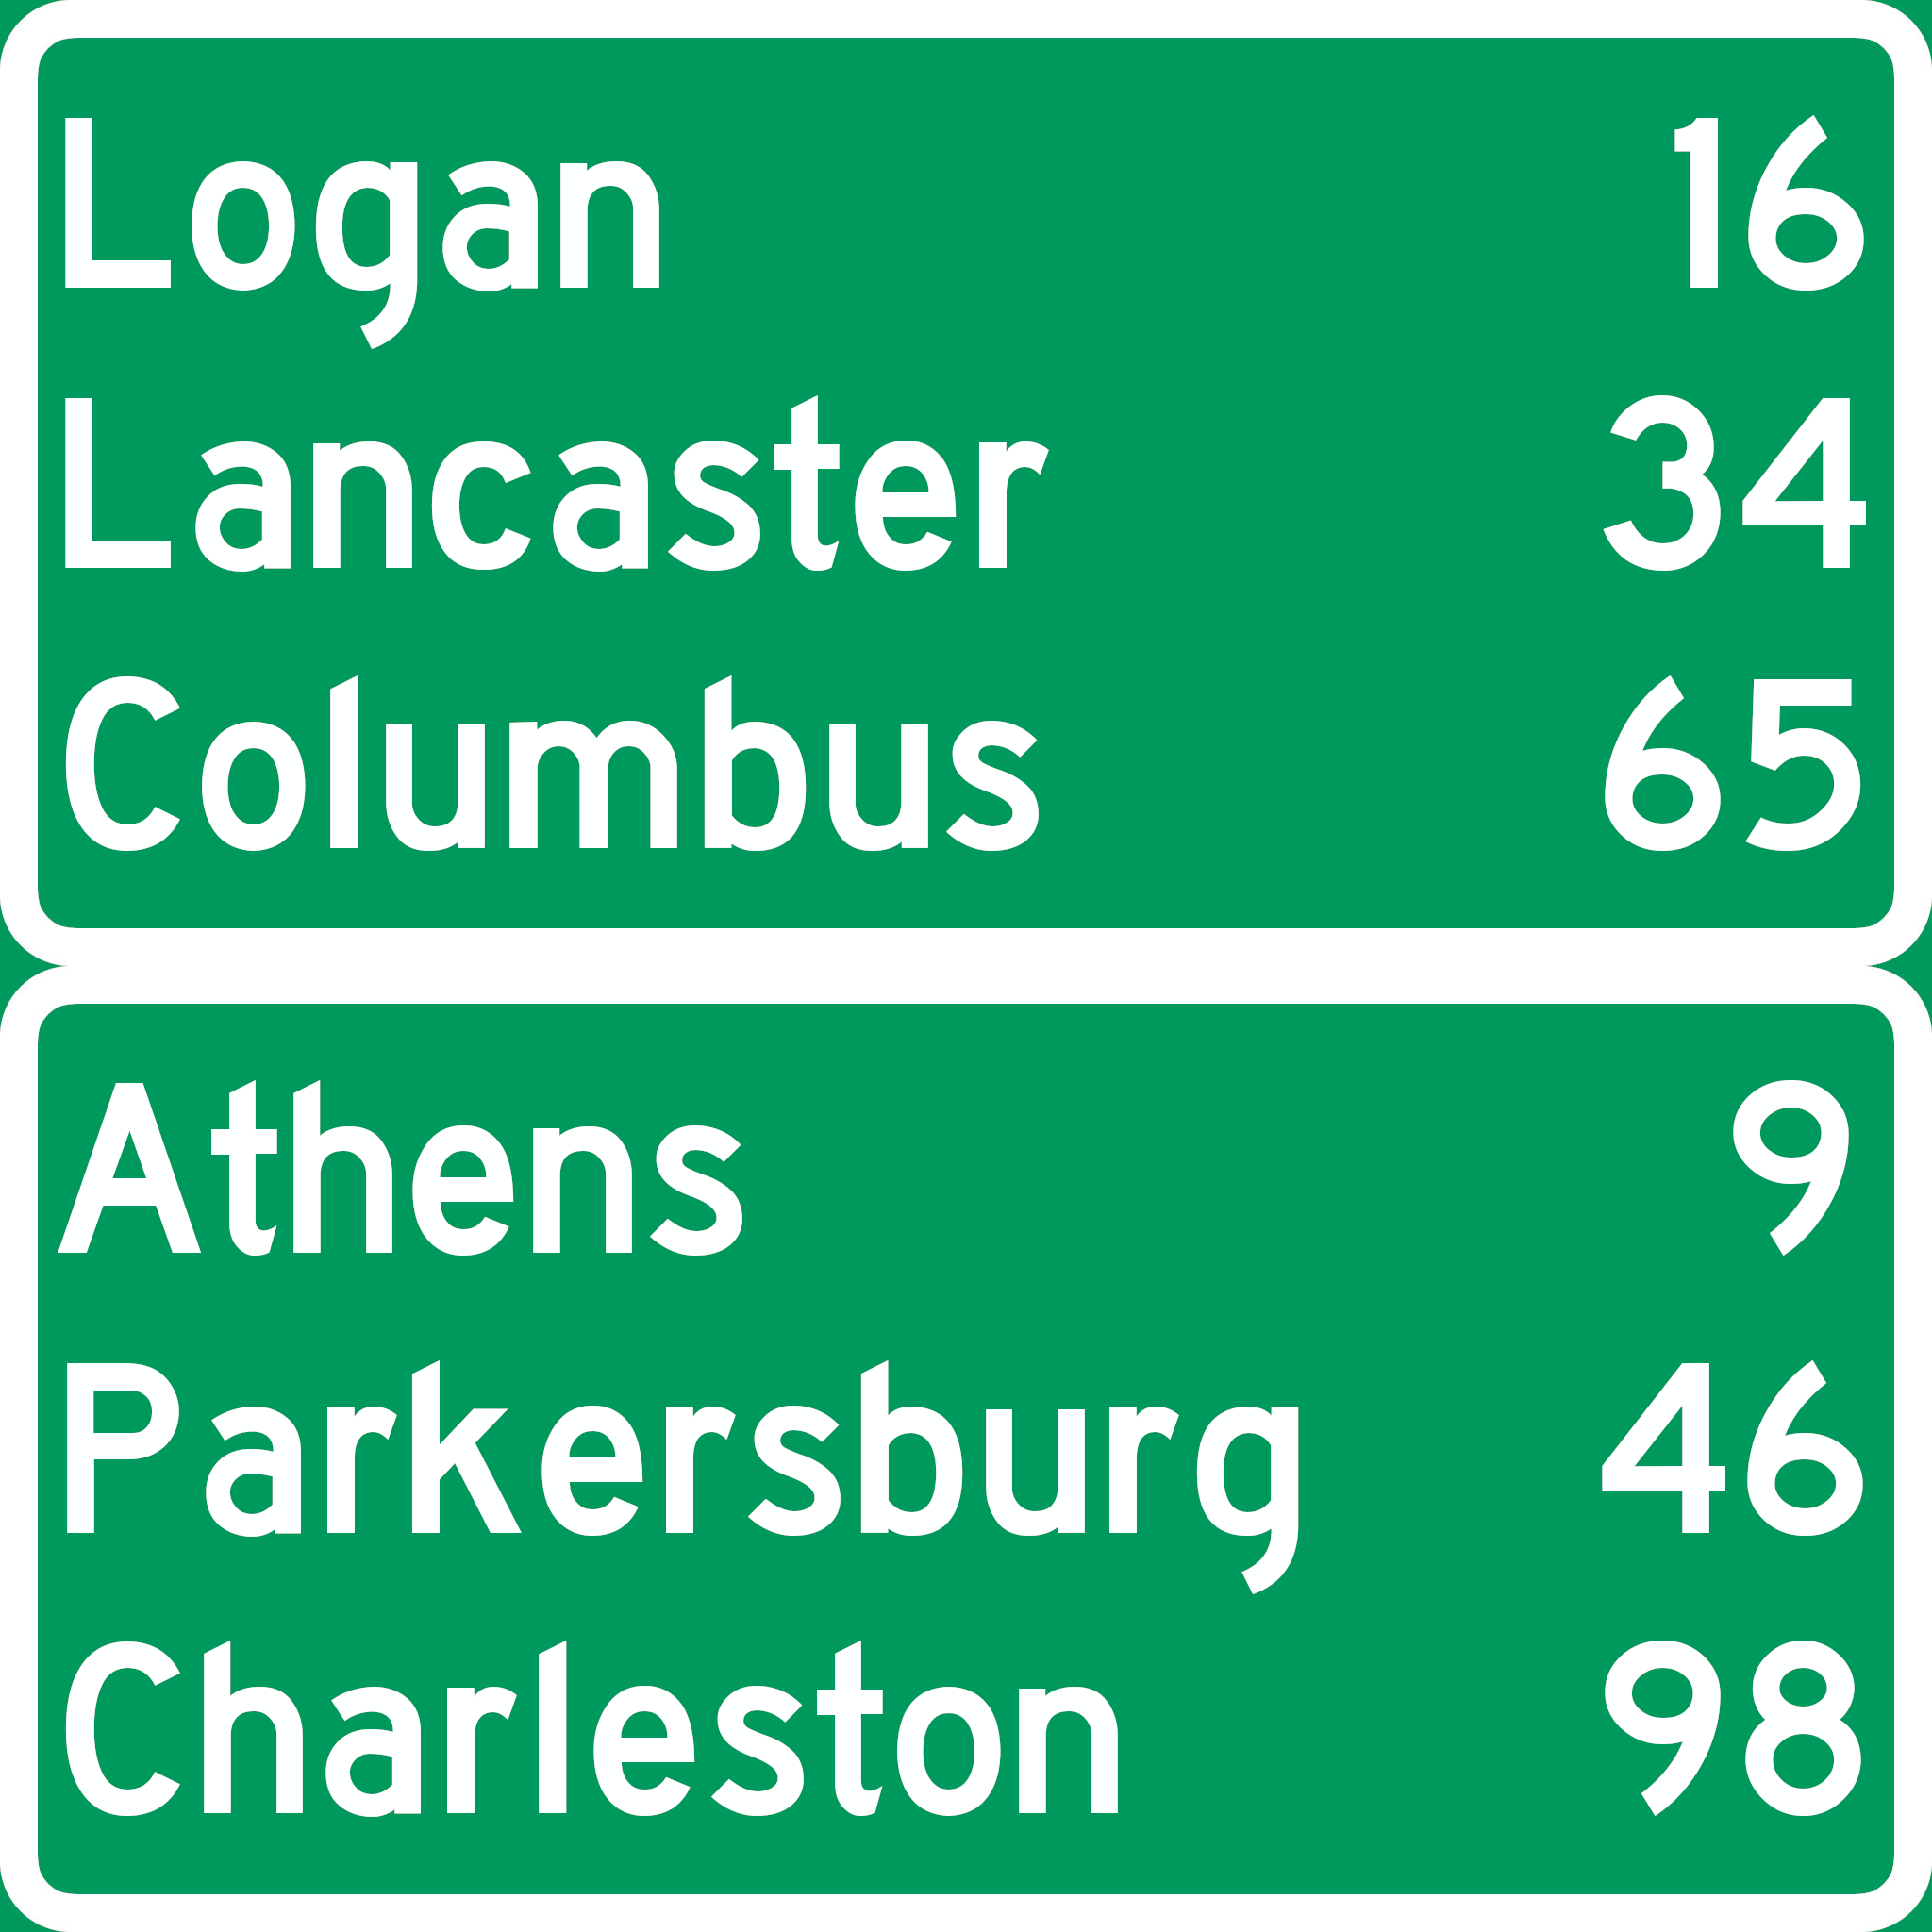 Logan 16
Lancaster 34
Columbus 65
Athens 9
Parkersburg 46
Charleston 98